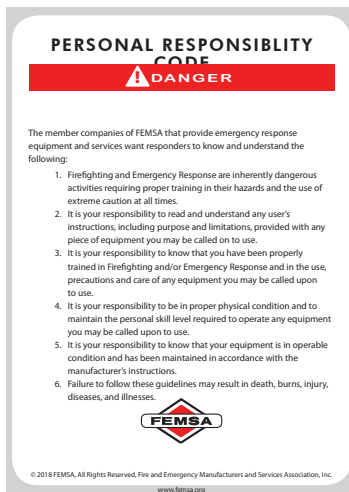 PERSONAL RESPONSIBLITY
CODE
DANGER
The member companies of FEMSA that provide emergency response
equipment and services want responders to know and understand the
following:
1. Firefighting and Emergency Response are inherently dangerous
activities requiring proper training in their hazards and the use of
extreme caution at all times.
2. It is your responsibility to read and understand any user's
instructions, including purpose and limitations, provided with any
piece of equipment you may be called on to use.
3. It is your responsibility to know that you have been properly
trained in Firefighting and/or Emergency Response and in the use,
precautions and care of any equipment you may be called upon
to use.
4. It is your responsibility to be in proper physical condition and to
maintain the personal skill level required to operate any equipment
you may be called upon to use.
5. It is your responsibility to know that your equipment is in operable
condition and has been maintained in accordance with the
manufacturer's instructions.
6. Failure to follow these guidelines may result in death, burns, injury,
diseases, and illnesses.
FEMSA
© 2018 FEMSA, All Rights Reserved, Fire and Emergency Manufacturers and Services Association, Inc.
www.femsa.org